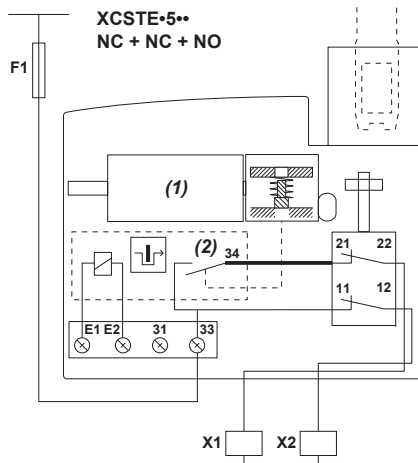 XCSTE•5••
NC + NC + NO
F1
(1)
(2)
34
21 22
11 12
E1 E2 31 33
X1 X2